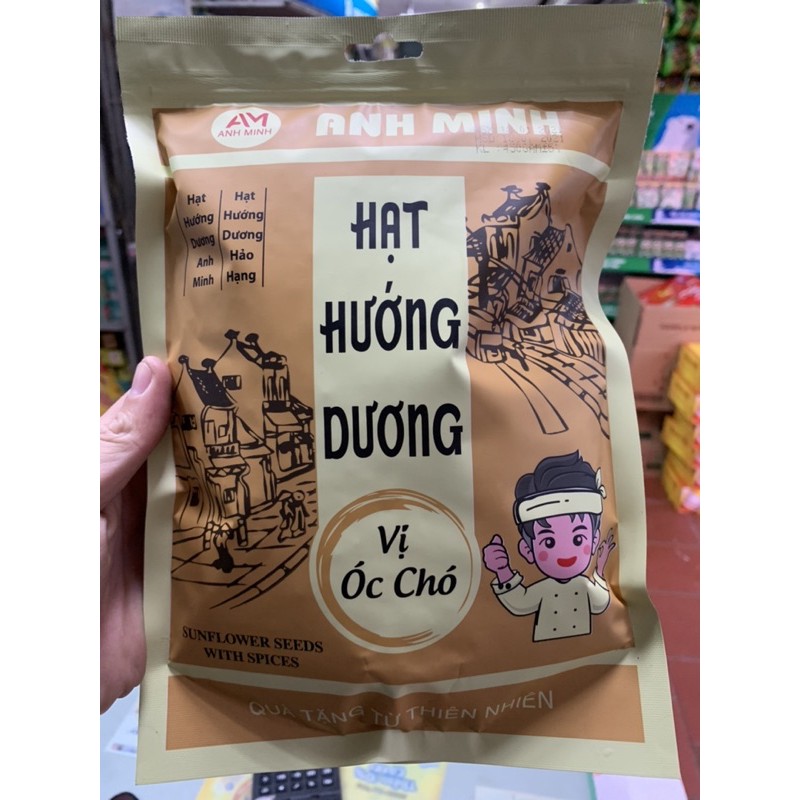 AM
ANH MINH
ANH MINH
Hạt
Hướng
Dương
Anh
Minh
Hạt
Hướng
Dương
Hảo
Hạng
HẠT
HƯỚNG
DƯƠNG
Vị
Óc Chó
SUNFLOWER SEEDS
WITH SPICES
QUÀ TẶNG TỪ THIÊN NHIÊN